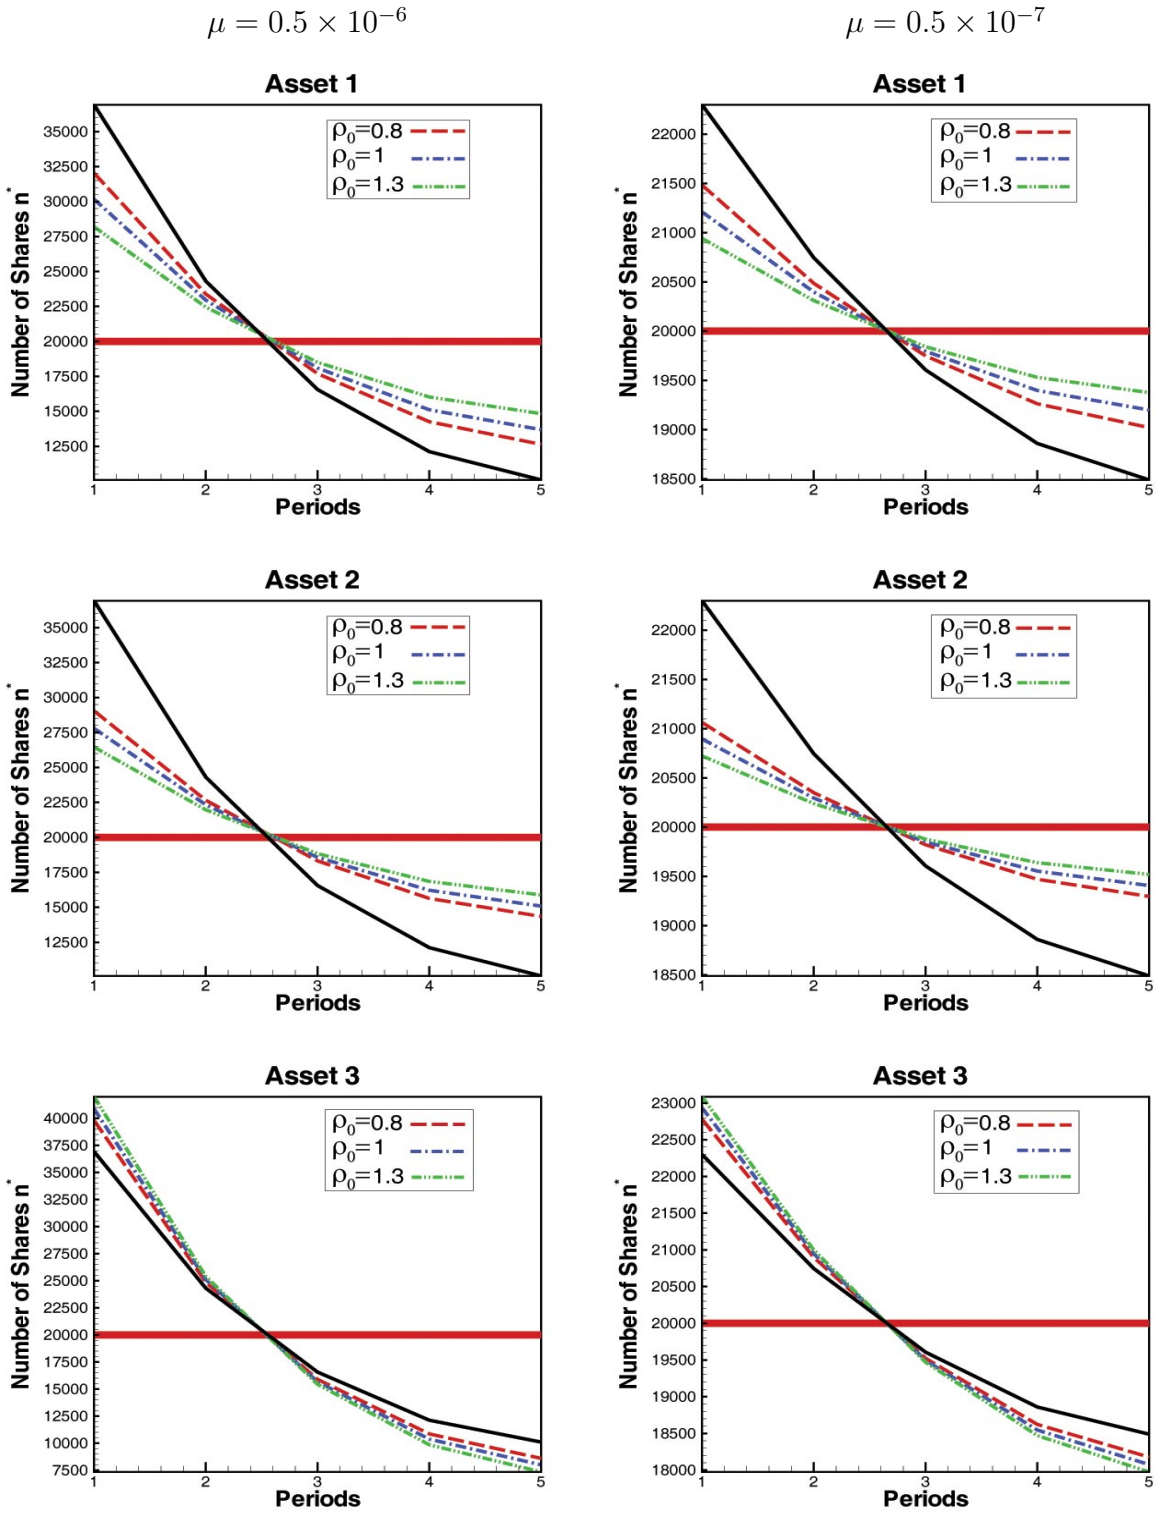 μ = 0.5 × 10⁻⁶
μ = 0.5 × 10⁻⁷
Asset 1
Number of Shares n*
35000
32500
30000
27500
25000
22500
20000
17500
15000
12500
ρ₀=0.8
ρ₀=1
ρ₀=1.3
1 2 3 4 5
Periods
Asset 1
Number of Shares n*
22000
21500
21000
20500
20000
19500
19000
18500
ρ₀=0.8
ρ₀=1
ρ₀=1.3
1 2 3 4 5
Periods
Asset 2
Number of Shares n*
35000
32500
30000
27500
25000
22500
20000
17500
15000
12500
ρ₀=0.8
ρ₀=1
ρ₀=1.3
1 2 3 4 5
Periods
Asset 2
Number of Shares n*
22000
21500
21000
20500
20000
19500
19000
18500
ρ₀=0.8
ρ₀=1
ρ₀=1.3
1 2 3 4 5
Periods
Asset 3
Number of Shares n*
40000
37500
35000
32500
30000
27500
25000
22500
20000
17500
15000
12500
10000
7500
ρ₀=0.8
ρ₀=1
ρ₀=1.3
1 2 3 4 5
Periods
Asset 3
Number of Shares n*
23000
22500
22000
21500
21000
20500
20000
19500
19000
18500
18000
ρ₀=0.8
ρ₀=1
ρ₀=1.3
1 2 3 4 5
Periods